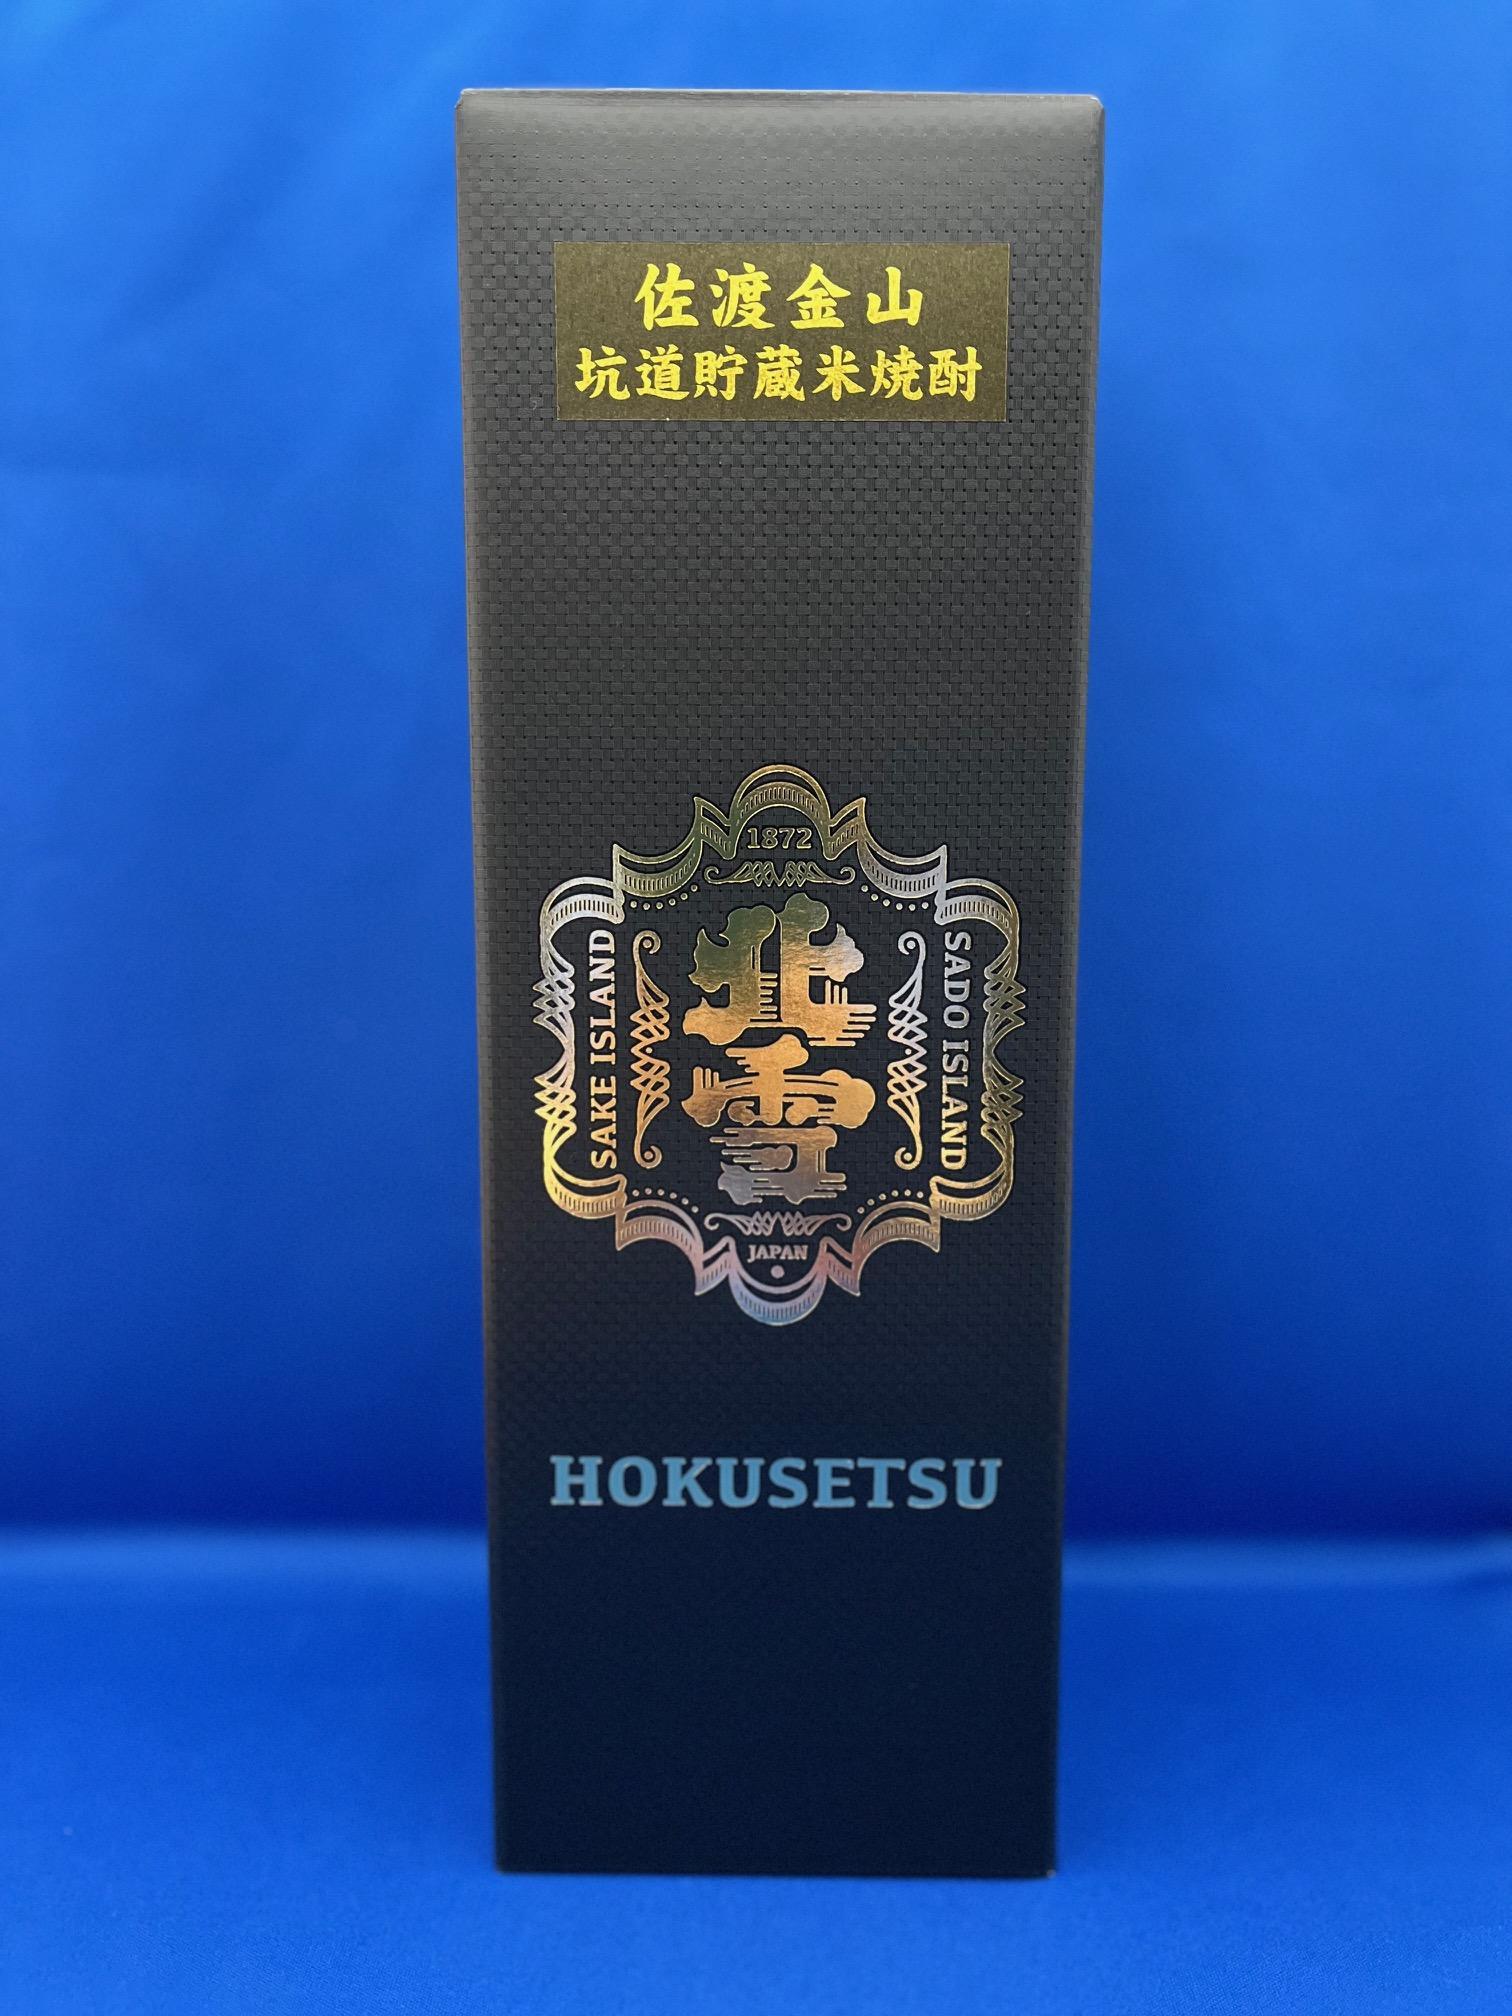 佐渡金山
坑道貯蔵米焼酎
1872
SAKE ISLAND
北雪
SADO ISLAND
JAPAN
HOKUSETSU